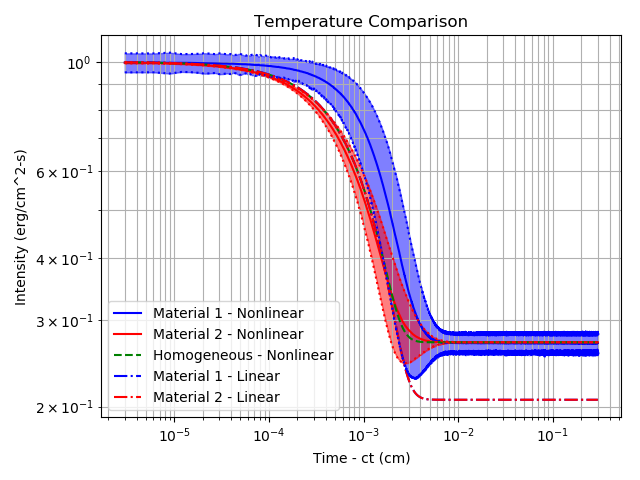 Temperature Comparison
Intensity (erg/cm^2-s)
10⁰
6 × 10⁻¹
4 × 10⁻¹
3 × 10⁻¹
2 × 10⁻¹
Material 1 - Nonlinear
Material 2 - Nonlinear
Homogeneous - Nonlinear
Material 1 - Linear
Material 2 - Linear
10⁻⁵ 10⁻⁴ 10⁻³ 10⁻² 10⁻¹
Time - ct (cm)